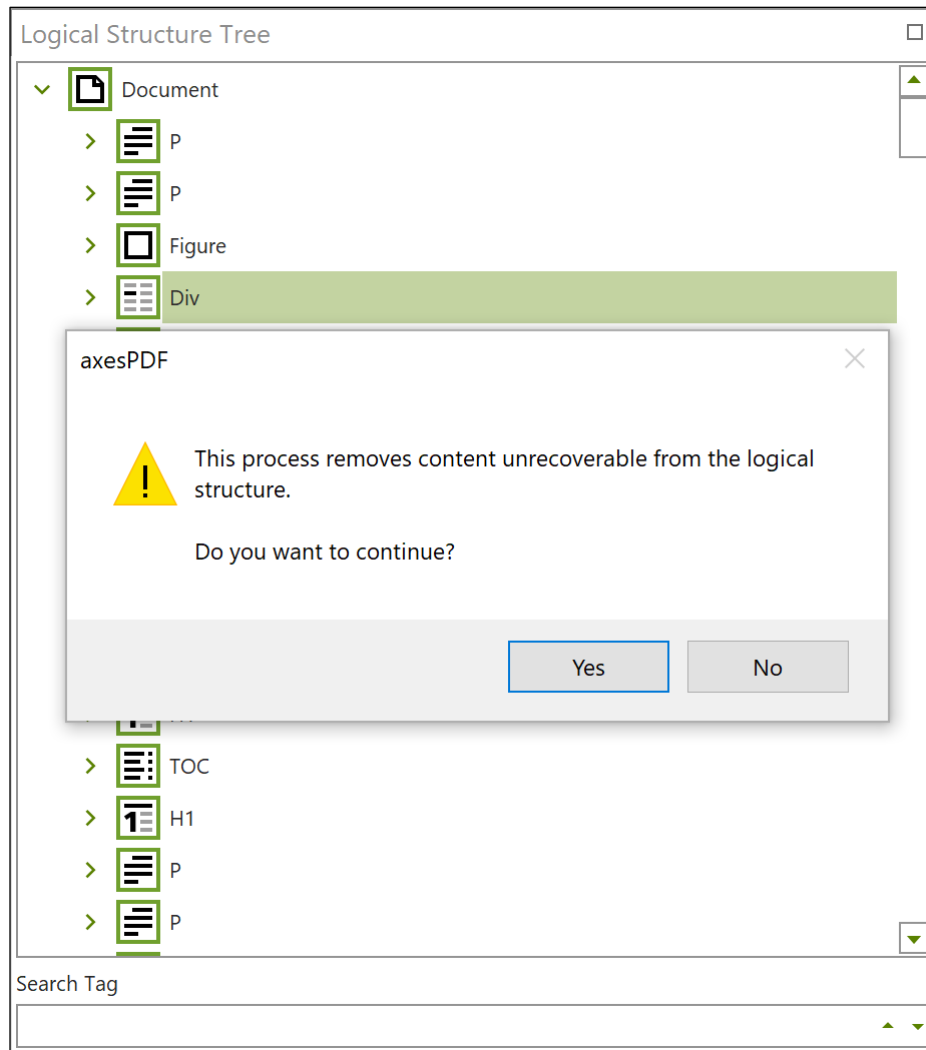 Logical Structure Tree
Document
P
P
Figure
Div
axesPDF
This process removes content unrecoverable from the logical
structure.
Do you want to continue?
Yes
No
TOC
H1
P
P
Search Tag